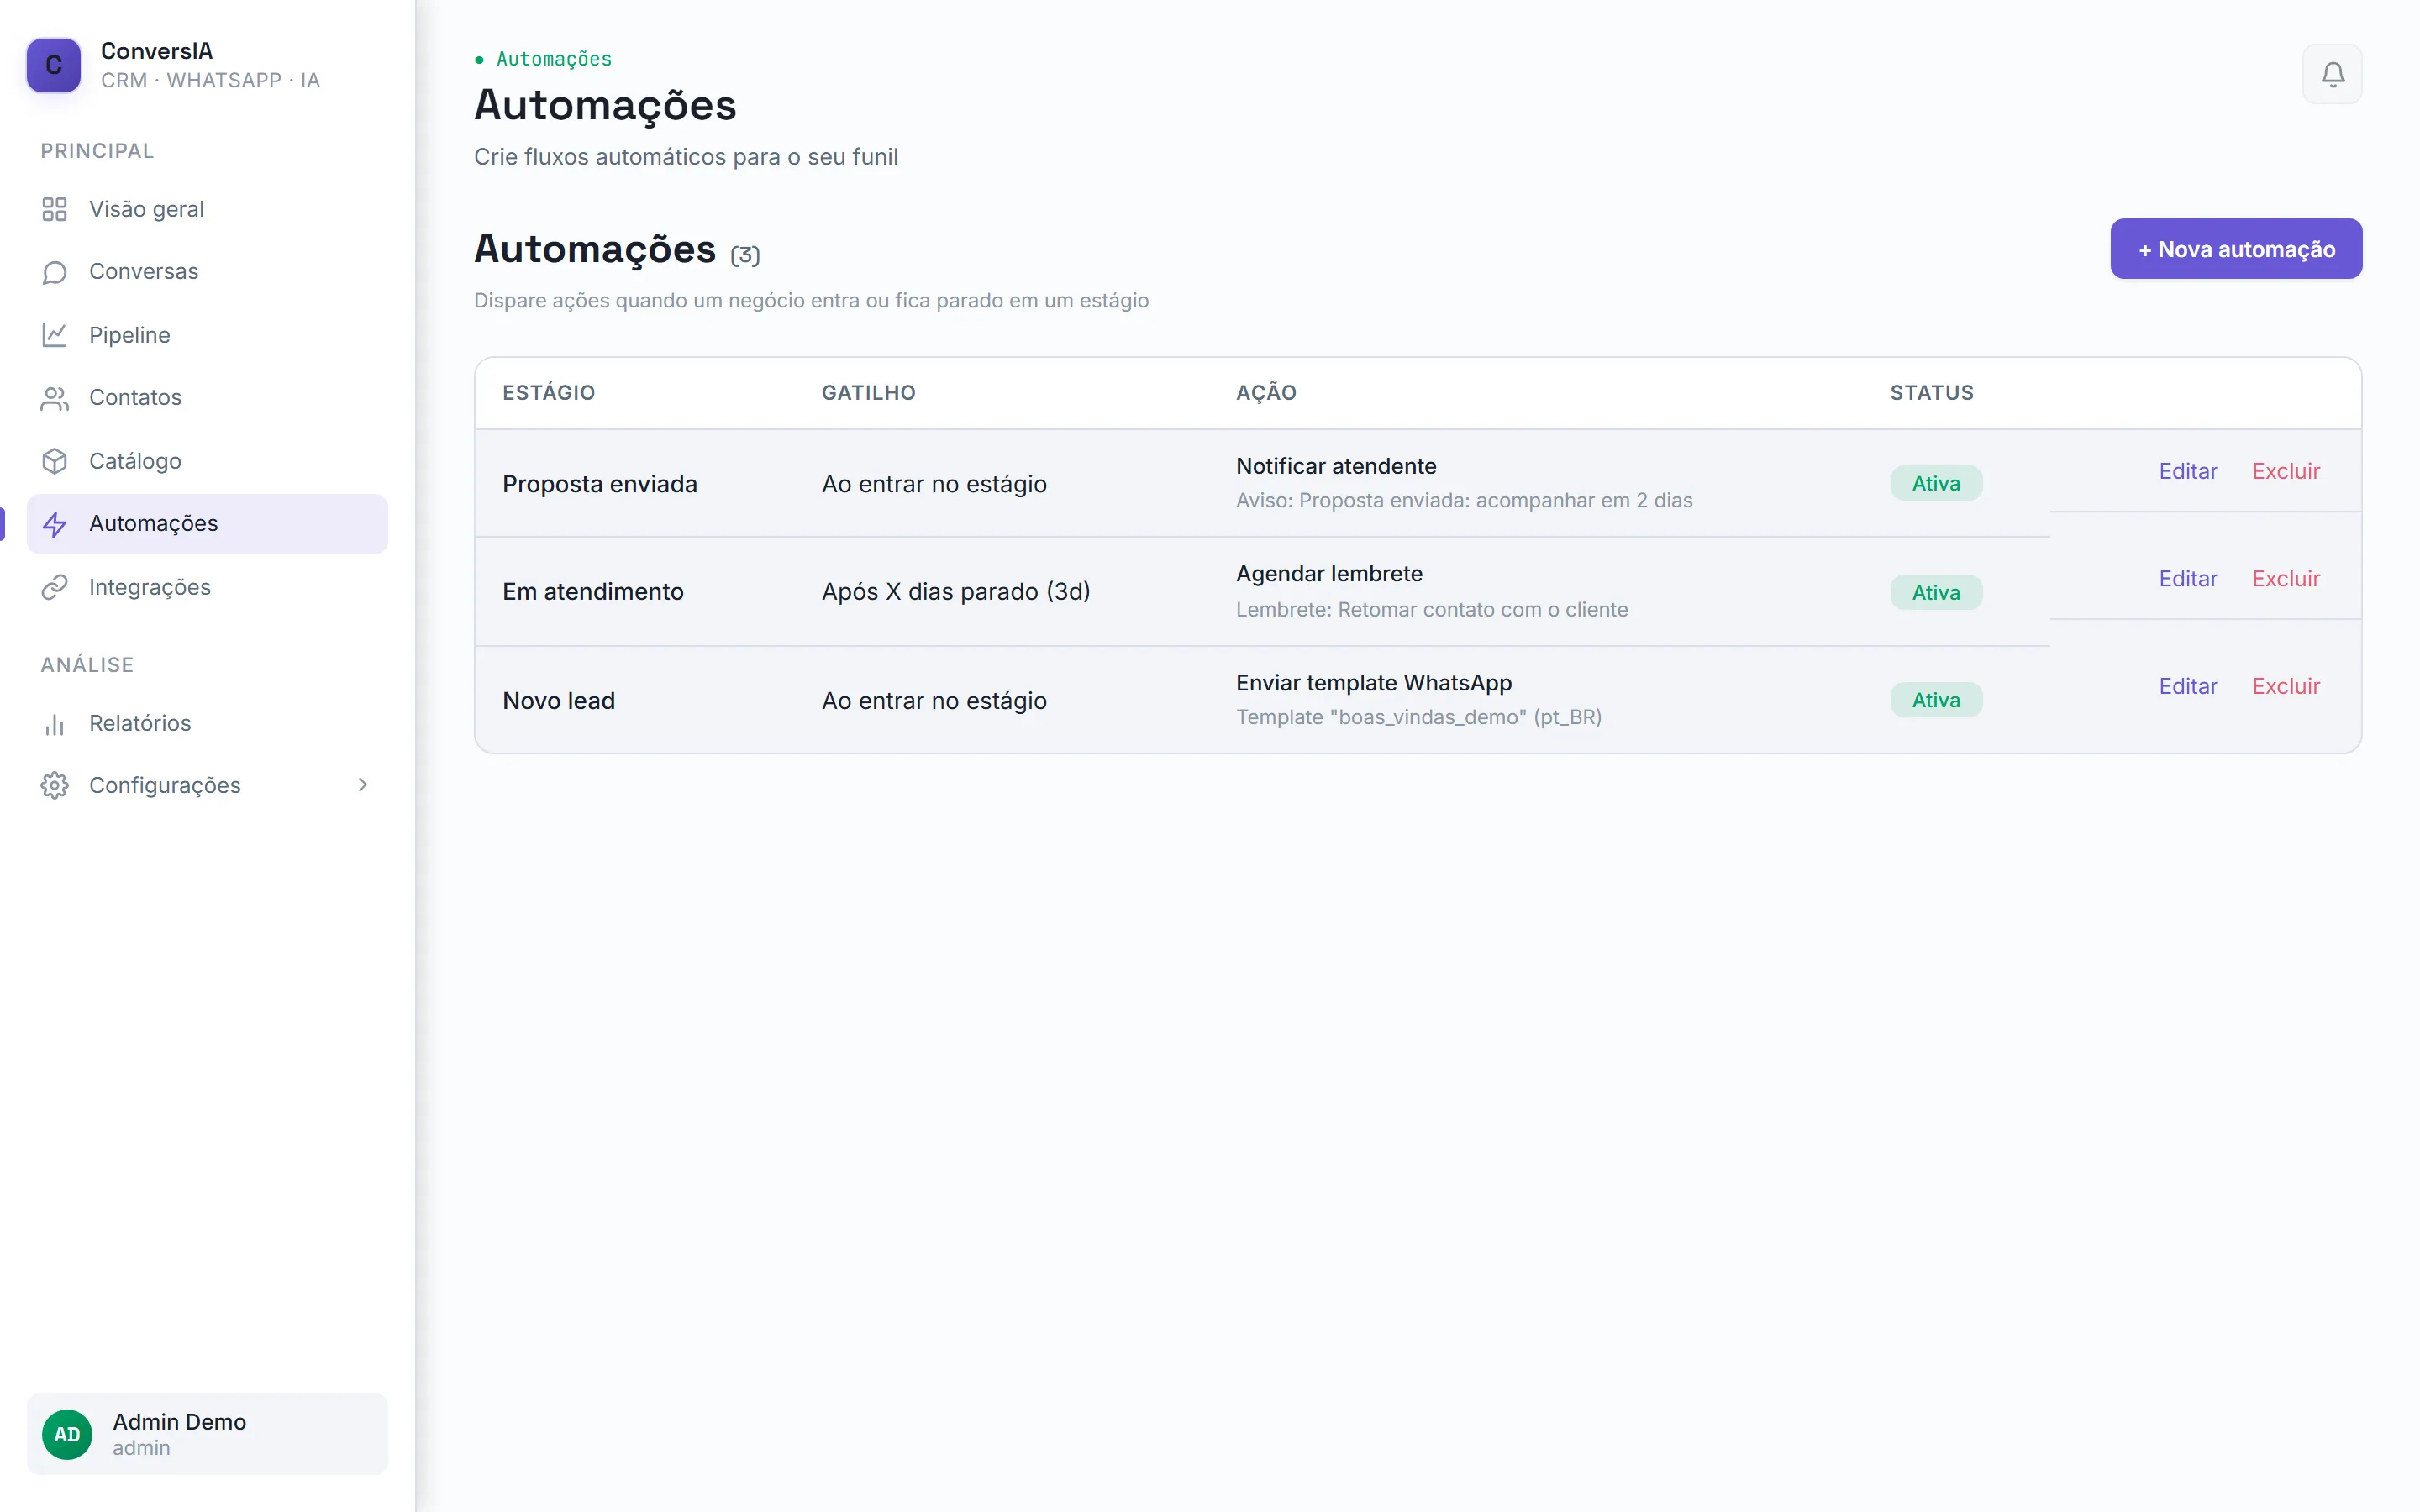 C
ConversIA
CRM · WHATSAPP · IA
PRINCIPAL
Visão geral
Conversas
Pipeline
Contatos
Catálogo
Automações
Integrações
ANÁLISE
Relatórios
Configurações
AD
Admin Demo
admin
• Automações
Automações
Crie fluxos automáticos para o seu funil
Automações (3)
+ Nova automação
Dispare ações quando um negócio entra ou fica parado em um estágio
ESTÁGIO GATILHO AÇÃO STATUS
Proposta enviada Ao entrar no estágio Notificar atendente Ativa Editar Excluir
Aviso: Proposta enviada: acompanhar em 2 dias
Em atendimento Após X dias parado (3d) Agendar lembrete Ativa Editar Excluir
Lembrete: Retomar contato com o cliente
Novo lead Ao entrar no estágio Enviar template WhatsApp Ativa Editar Excluir
Template "boas_vindas_demo" (pt_BR)